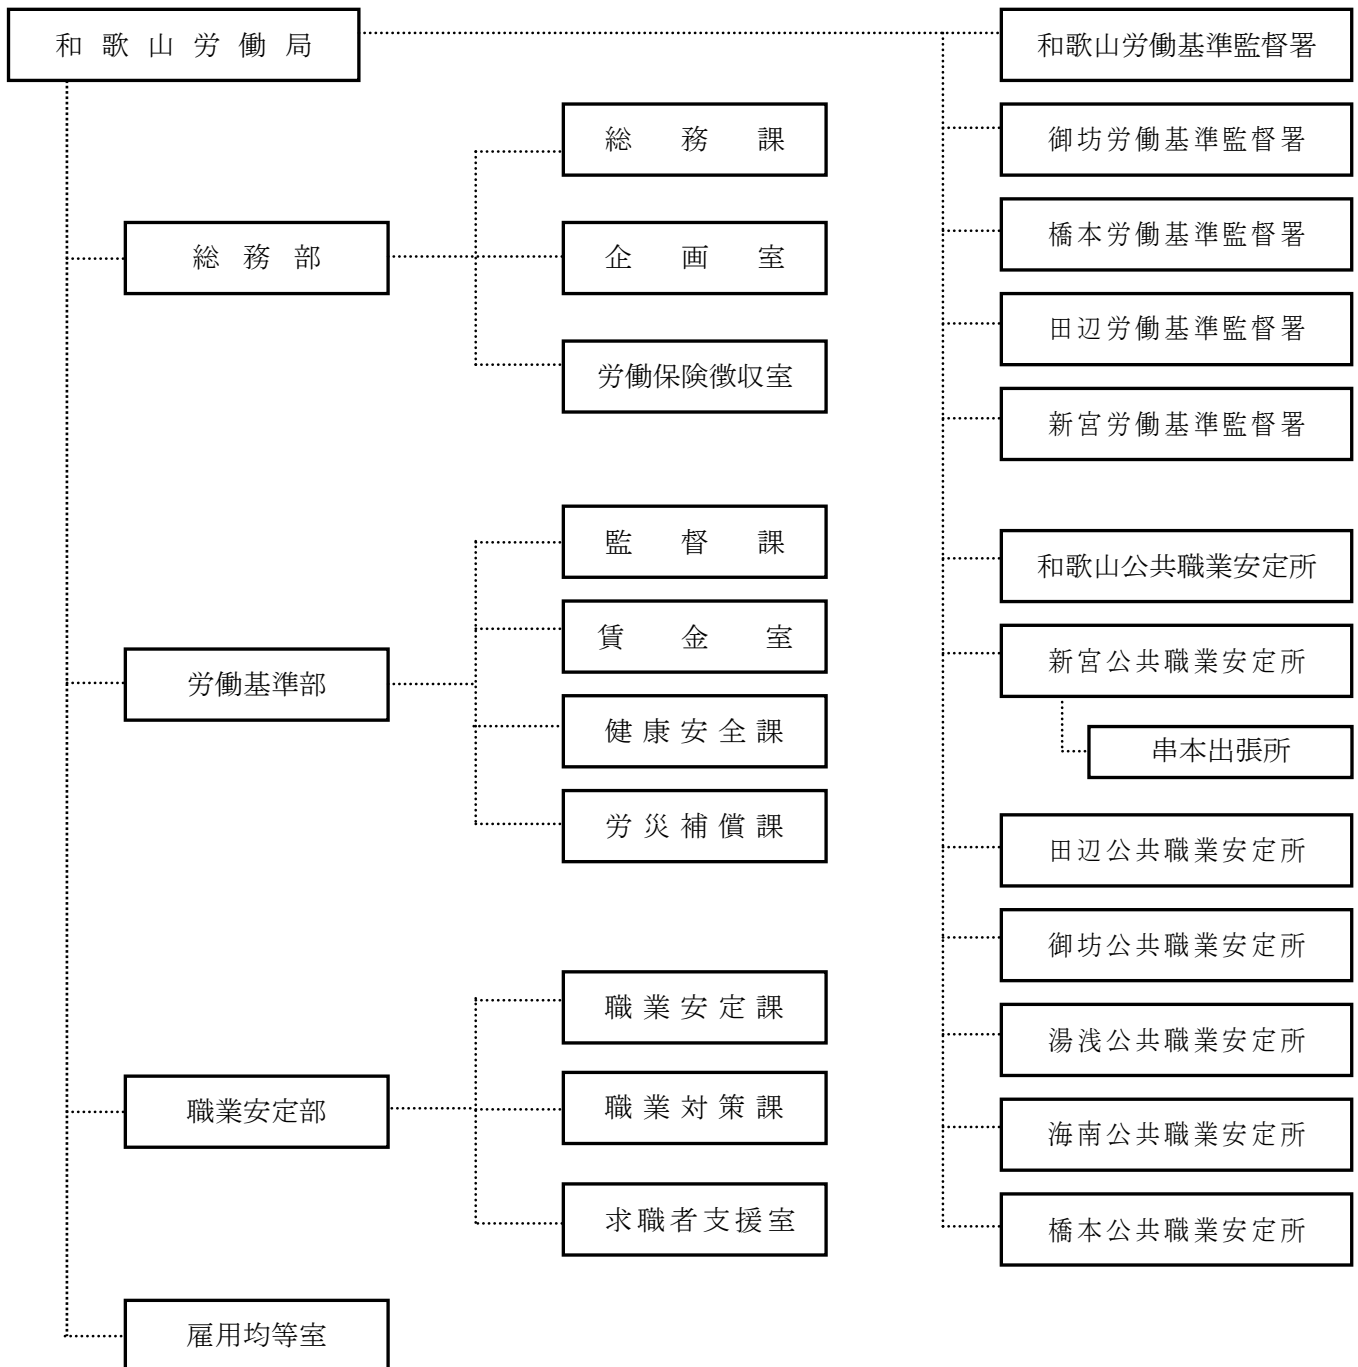 和歌山労働局
総務部
総務課
企画室
労働保険徴収室
労働基準部
監督課
賃金室
健康安全課
労災補償課
職業安定部
職業安定課
職業対策課
求職者支援室
雇用均等室
和歌山労働基準監督署
御坊労働基準監督署
橋本労働基準監督署
田辺労働基準監督署
新宮労働基準監督署
和歌山公共職業安定所
新宮公共職業安定所
串本出張所
田辺公共職業安定所
御坊公共職業安定所
湯浅公共職業安定所
海南公共職業安定所
橋本公共職業安定所